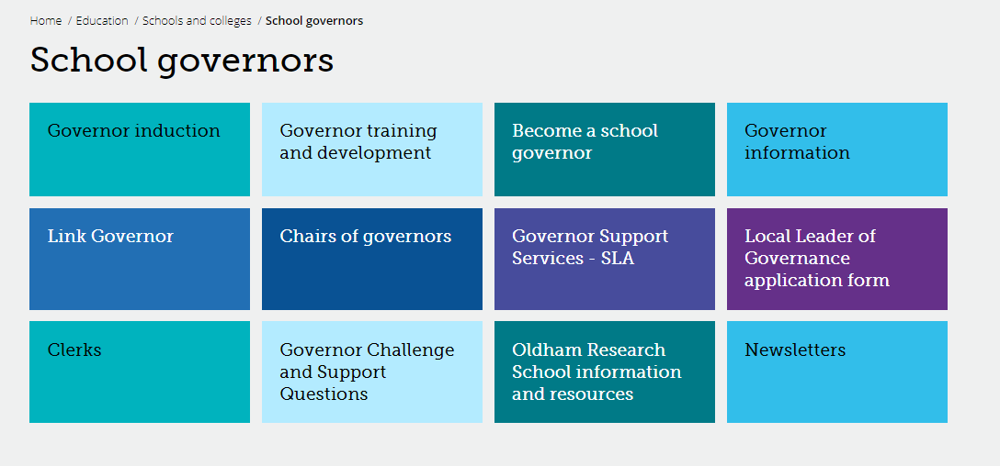 Home / Education / Schools and colleges / School governors
School governors
Governor induction
Governor training
and development
Become a school
governor
Governor
information
Link Governor
Chairs of governors
Governor Support
Services - SLA
Local Leader of
Governance
application form
Clerks
Governor Challenge
and Support
Questions
Oldham Research
School information
and resources
Newsletters